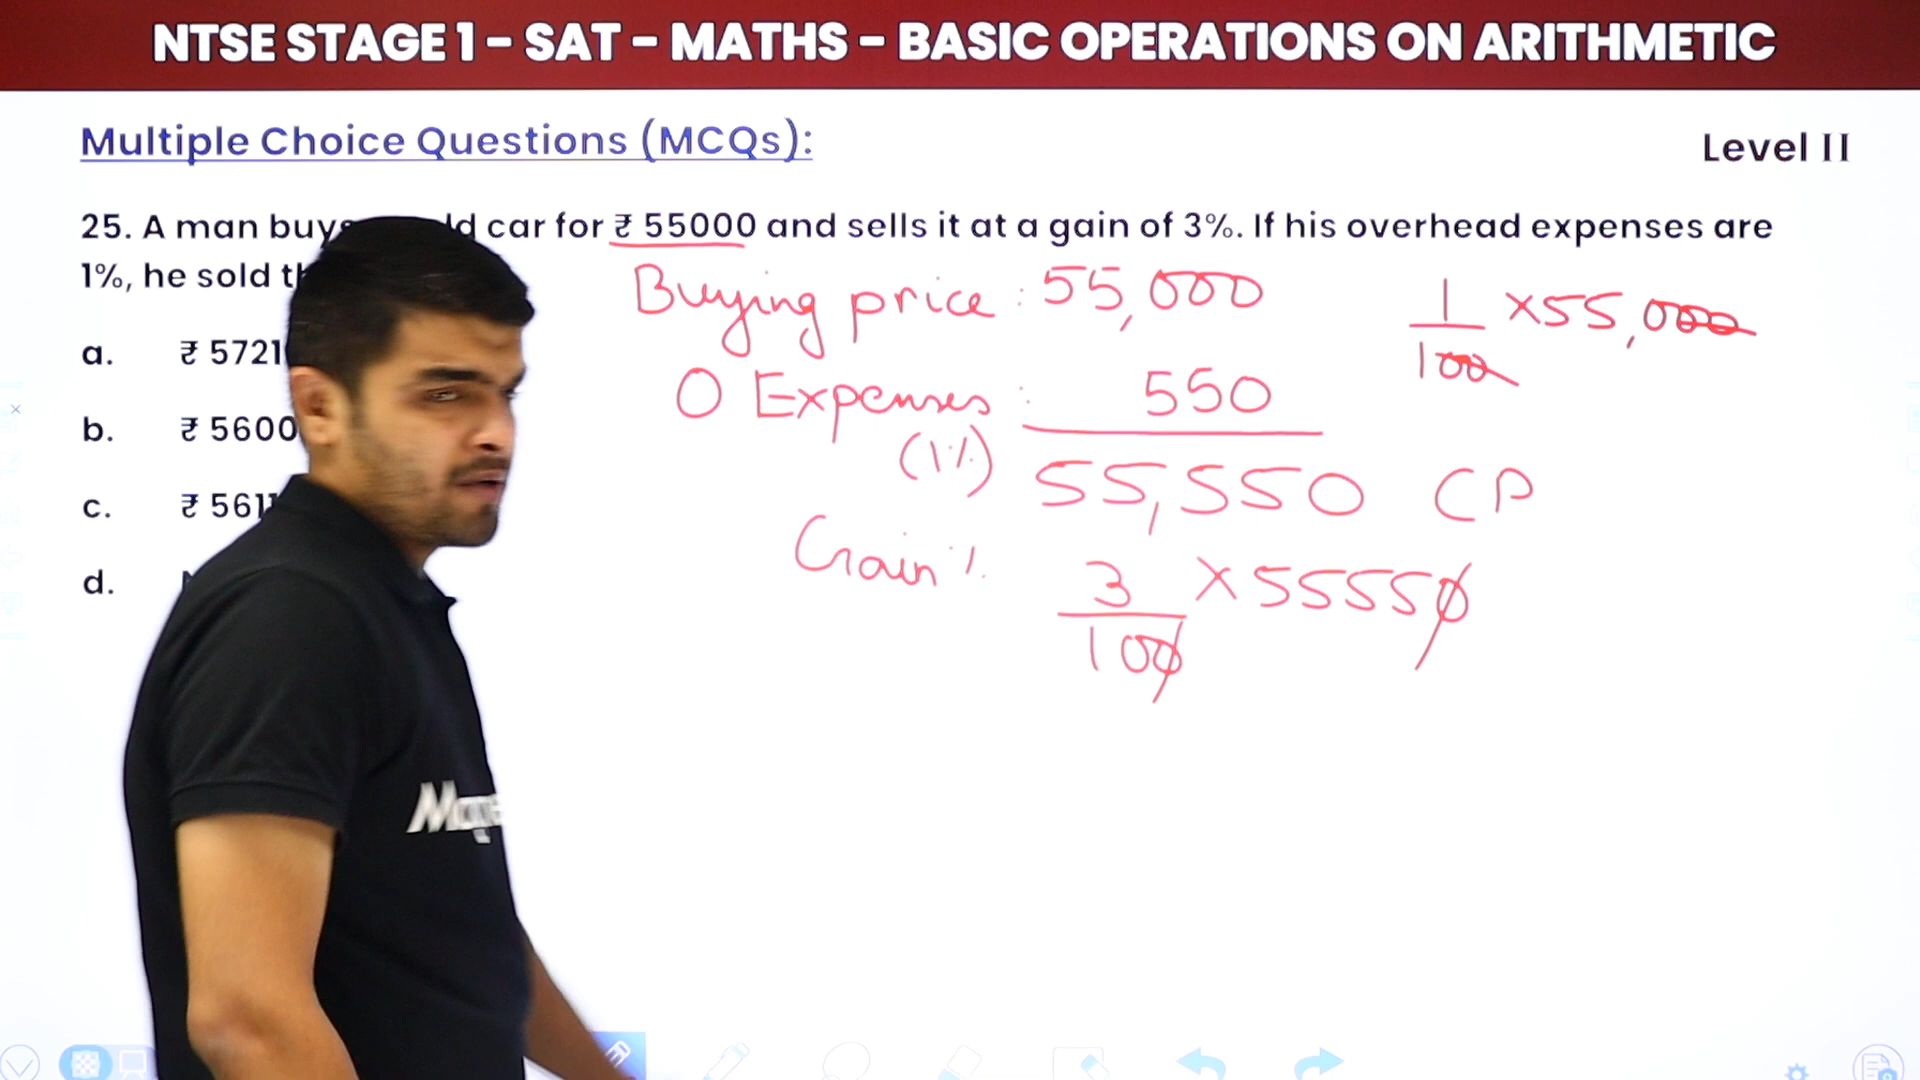 NTSE STAGE 1 - SAT - MATHS - BASIC OPERATIONS ON ARITHMETIC
Multiple Choice Questions (MCQs):
Level II
25. A man buys car for ₹ 55000 and sells it at a gain of 3%. If his overhead expenses are
1%, he sold
Buying price : 55,000
1/100 × 55,000
a. ₹ 5721
O Expenses : 550
(1%)
b. ₹ 5600
55,550 CP
c. ₹ 5611
Gain %
3/100 × 55550
d.